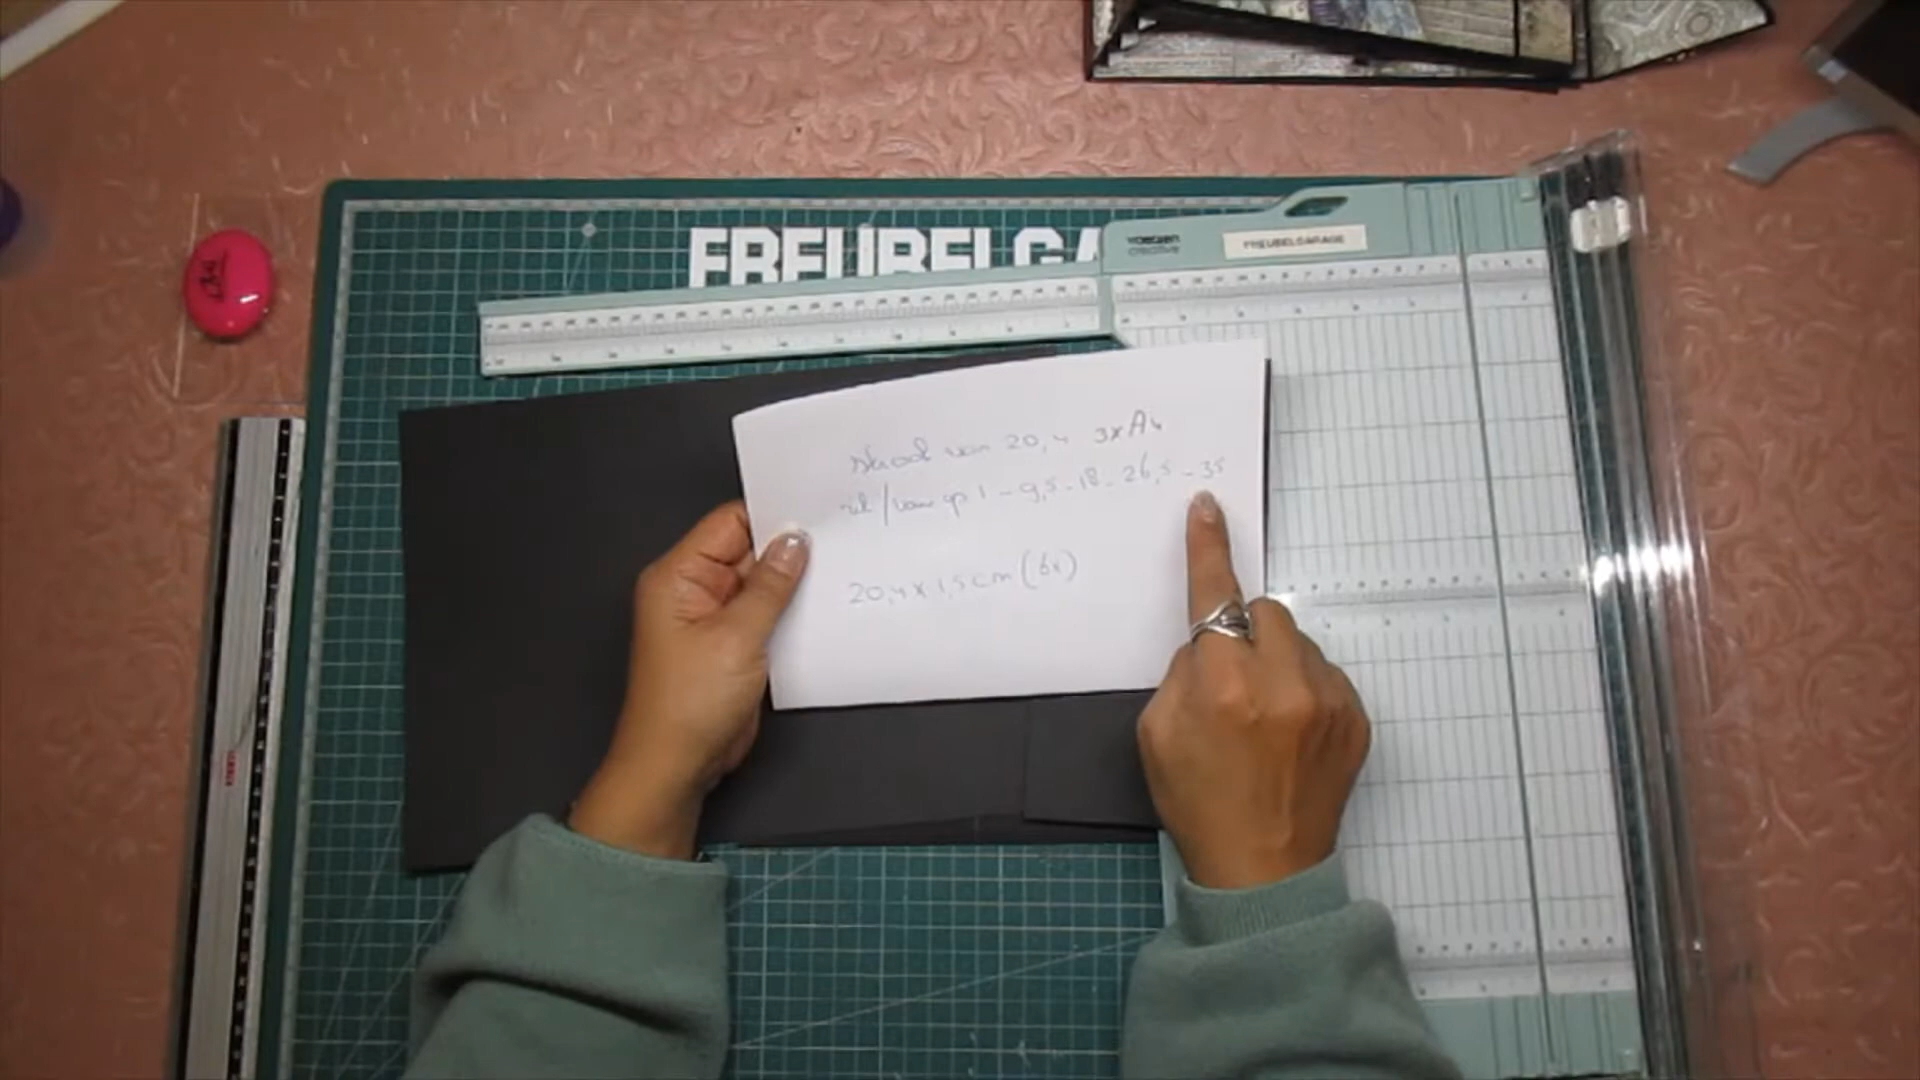 FREUBELGA
vaessen
creative
FREUBELGARAGE
strook van 20,4 3x A4
ril/vouw op 1 - 9,5 - 18 - 26,5 - 35
20,4 x 1,5 cm (6x)